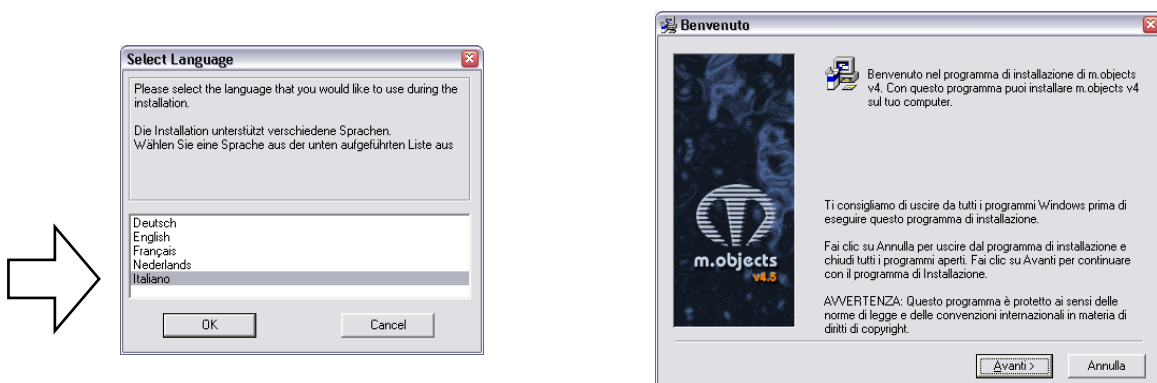 Select Language
Please select the language that you would like to use during the
installation.
Die Installation unterstützt verschiedene Sprachen.
Wählen Sie eine Sprache aus der unten aufgeführten Liste aus
Deutsch
English
Français
Nederlands
Italiano
OK
Cancel
Benvenuto
Benvenuto nel programma di installazione di m.objects
v4. Con questo programma puoi installare m.objects v4
sul tuo computer.
Ti consigliamo di uscire da tutti i programmi Windows prima di
eseguire questo programma di installazione.
Fai clic su Annulla per uscire dal programma di installazione e
chiudi tutti i programmi aperti. Fai clic su Avanti per continuare
con il programma di Installazione.
AVVERTENZA: Questo programma è protetto ai sensi delle
norme di legge e delle convenzioni internazionali in materia di
diritti di copyright.
m.objects
v4.5
Avanti >
Annulla